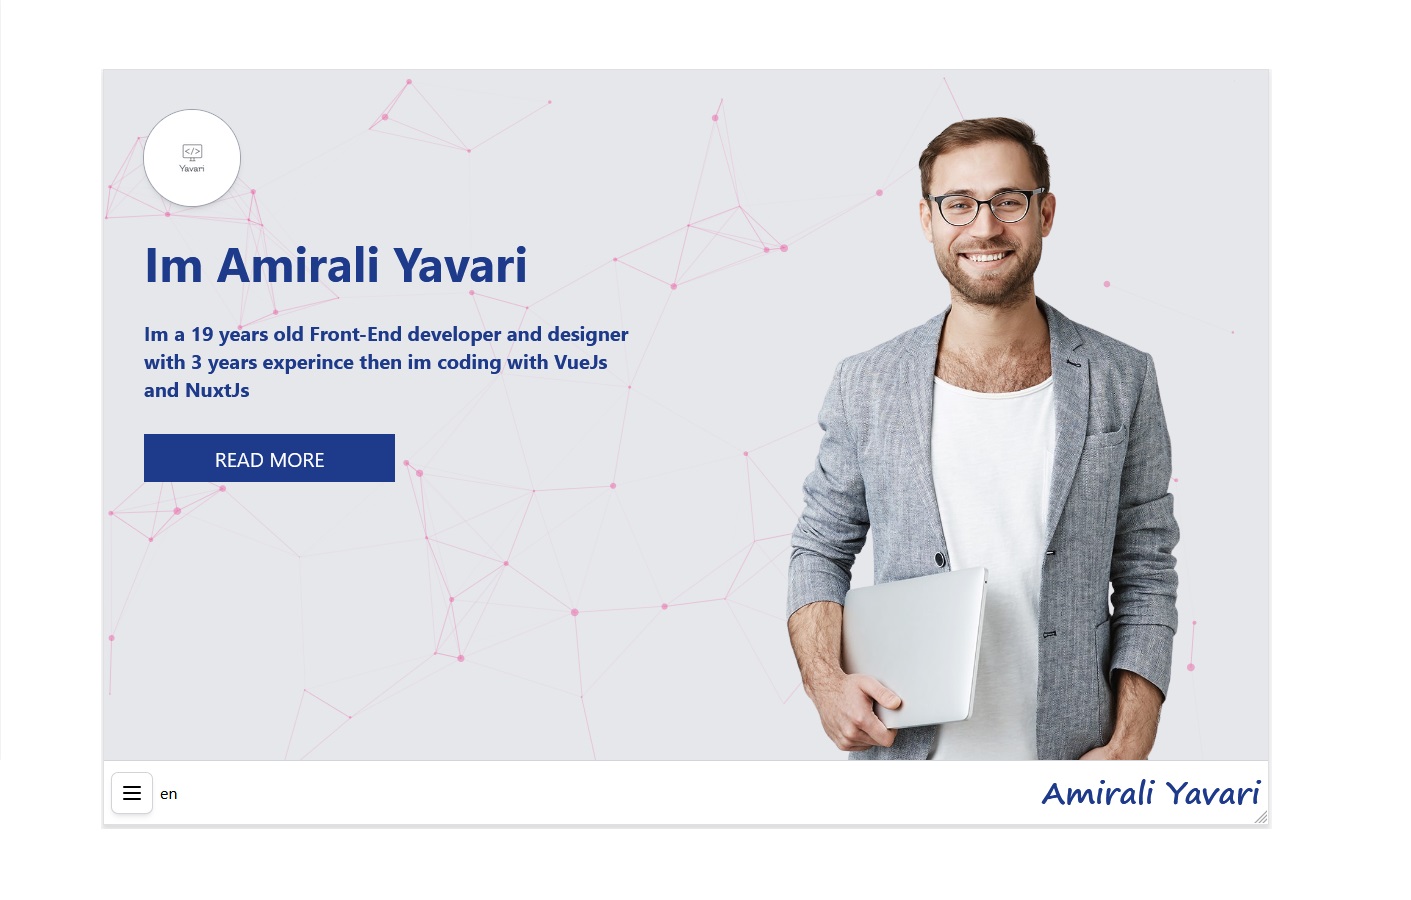 </>
Yavari
Im Amirali Yavari
Im a 19 years old Front-End developer and designer
with 3 years experince then im coding with VueJs
and NuxtJs
READ MORE
en
Amirali Yavari